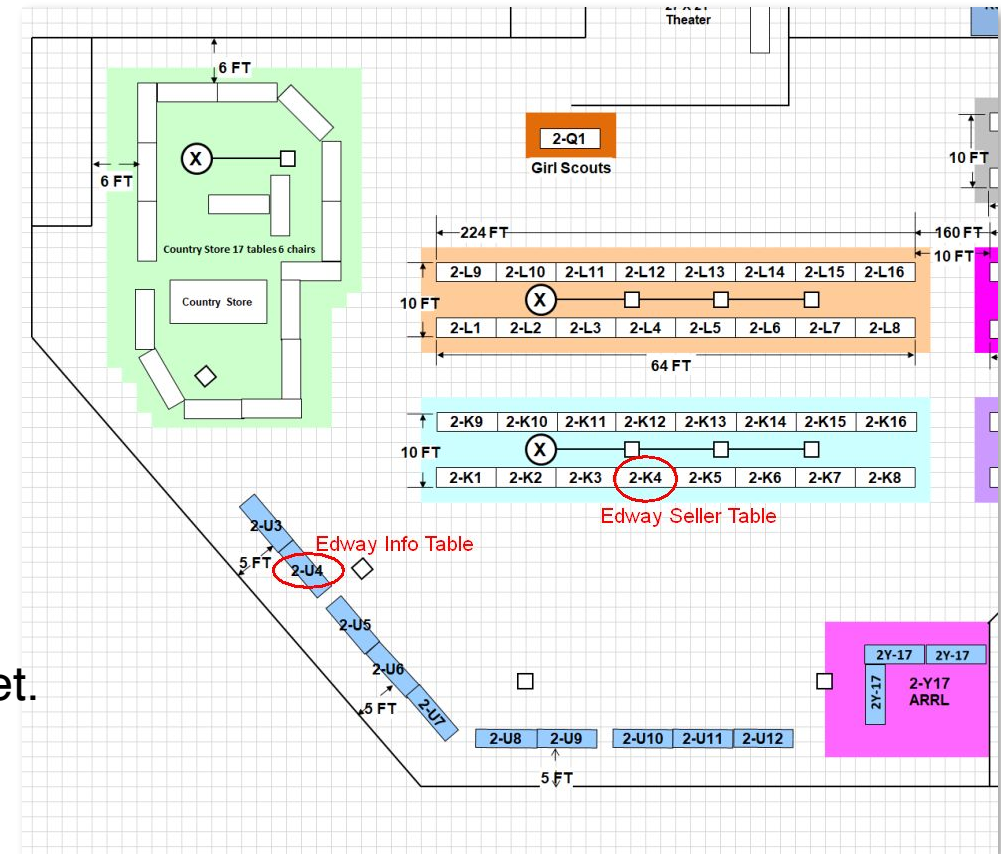 Theater
6 FT
2-Q1
Girl Scouts
X
10 FT
6 FT
224 FT
160 FT
Country Store 17 tables 6 chairs
10 FT
2-L9 2-L10 2-L11 2-L12 2-L13 2-L14 2-L15 2-L16
Country Store
X
10 FT
2-L1 2-L2 2-L3 2-L4 2-L5 2-L6 2-L7 2-L8
64 FT
2-K9 2-K10 2-K11 2-K12 2-K13 2-K14 2-K15 2-K16
X
10 FT
2-K1 2-K2 2-K3 2-K4 2-K5 2-K6 2-K7 2-K8
Edway Seller Table
2-U3
Edway Info Table
5 FT
2-U4
2-U5
2-U6
et.
5 FT
2-U7
2Y-17 2Y-17
2Y-17
2-Y17
ARRL
2-U8 2-U9 2-U10 2-U11 2-U12
5 FT